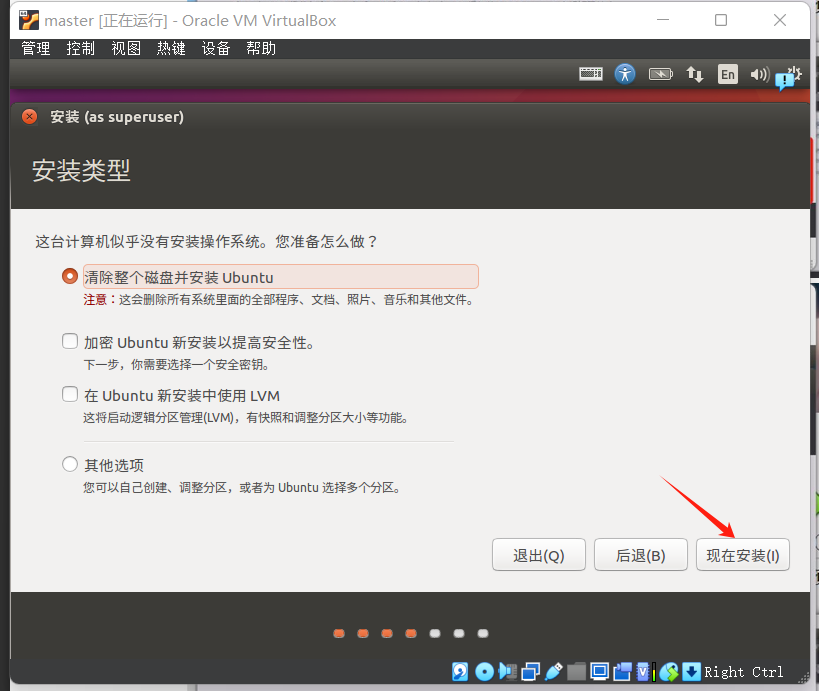 master [正在运行] - Oracle VM VirtualBox
管理 控制 视图 热键 设备 帮助
En
安装 (as superuser)
安装类型
这台计算机似乎没有安装操作系统。您准备怎么做？
清除整个磁盘并安装 Ubuntu
注意：这会删除所有系统里面的全部程序、文档、照片、音乐和其他文件。
加密 Ubuntu 新安装以提高安全性。
下一步，你需要选择一个安全密钥。
在 Ubuntu 新安装中使用 LVM
这将启动逻辑分区管理(LVM)，有快照和调整分区大小等功能。
其他选项
您可以自己创建、调整分区，或者为 Ubuntu 选择多个分区。
退出(Q) 后退(B) 现在安装(I)
Right Ctrl